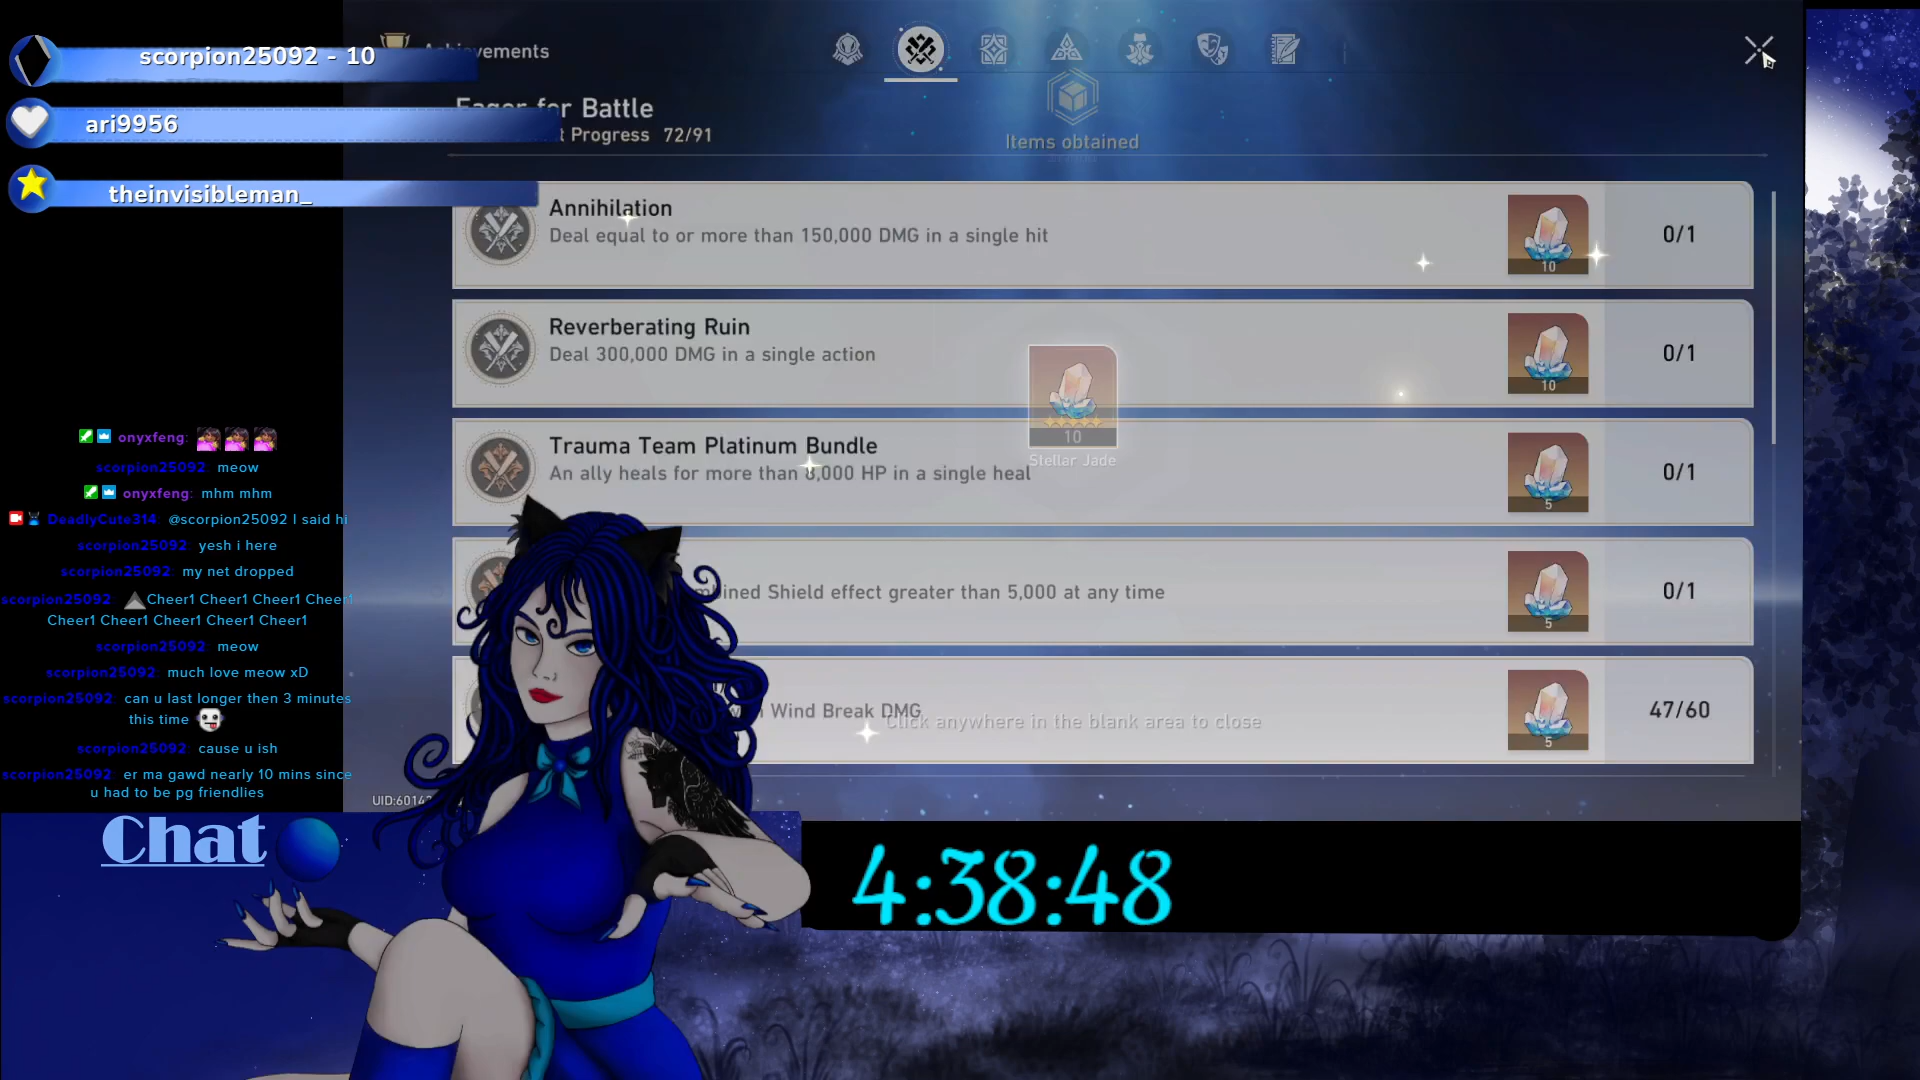 scorpion25092 - 10
ari9956
theinvisibleman_
Achievements
Eager for Battle
t Progress 72/91
Items obtained
Annihilation
Deal equal to or more than 150,000 DMG in a single hit
10
0/1
Reverberating Ruin
Deal 300,000 DMG in a single action
10
0/1
10
Stellar Jade
Trauma Team Platinum Bundle
An ally heals for more than 8,000 HP in a single heal
5
0/1
Shield effect greater than 5,000 at any time
5
0/1
Wind Break DMG
5
47/60
Click anywhere in the blank area to close
onyxfeng:
scorpion25092: meow
onyxfeng: mhm mhm
DeadlyCute314: @scorpion25092 I said hi
scorpion25092: yesh i here
scorpion25092: my net dropped
scorpion25092: Cheer1 Cheer1 Cheer1 Cheer1
Cheer1 Cheer1 Cheer1 Cheer1 Cheer1
scorpion25092: meow
scorpion25092: much love meow xD
scorpion25092: can u last longer then 3 minutes
this time
scorpion25092: cause u ish
scorpion25092: er ma gawd nearly 10 mins since
u had to be pg friendlies
Chat
4:38:48